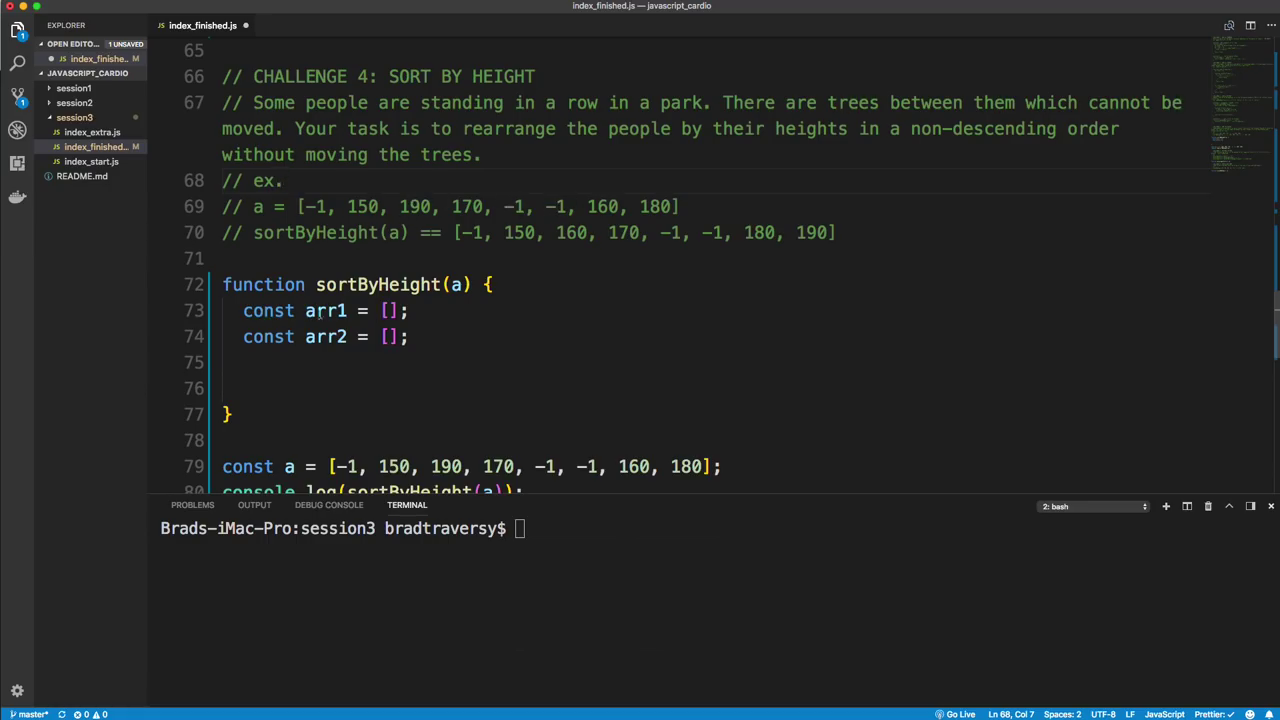 index_finished.js — javascript_cardio
EXPLORER
index_finished.js
OPEN EDITO... 1 UNSAVED
index_finishe... M
JAVASCRIPT_CARDIO
session1
session2
session3
index_extra.js
index_finished... M
index_start.js
README.md
1
1
65
66 // CHALLENGE 4: SORT BY HEIGHT
67 // Some people are standing in a row in a park. There are trees between them which cannot be
moved. Your task is to rearrange the people by their heights in a non-descending order
without moving the trees.
68 // ex.
69 // a = [-1, 150, 190, 170, -1, -1, 160, 180]
70 // sortByHeight(a) == [-1, 150, 160, 170, -1, -1, 180, 190]
71
72 function sortByHeight(a) {
73 const arr1 = [];
74 const arr2 = [];
75
76
77 }
78
79 const a = [-1, 150, 190, 170, -1, -1, 160, 180];
80 console.log(sortByHeight(a));
PROBLEMS OUTPUT DEBUG CONSOLE TERMINAL 2: bash
Brads-iMac-Pro:session3 bradtraversy$
master* 0 0 Go Live Ln 68, Col 7 Spaces: 2 UTF-8 LF JavaScript Prettier: ✓